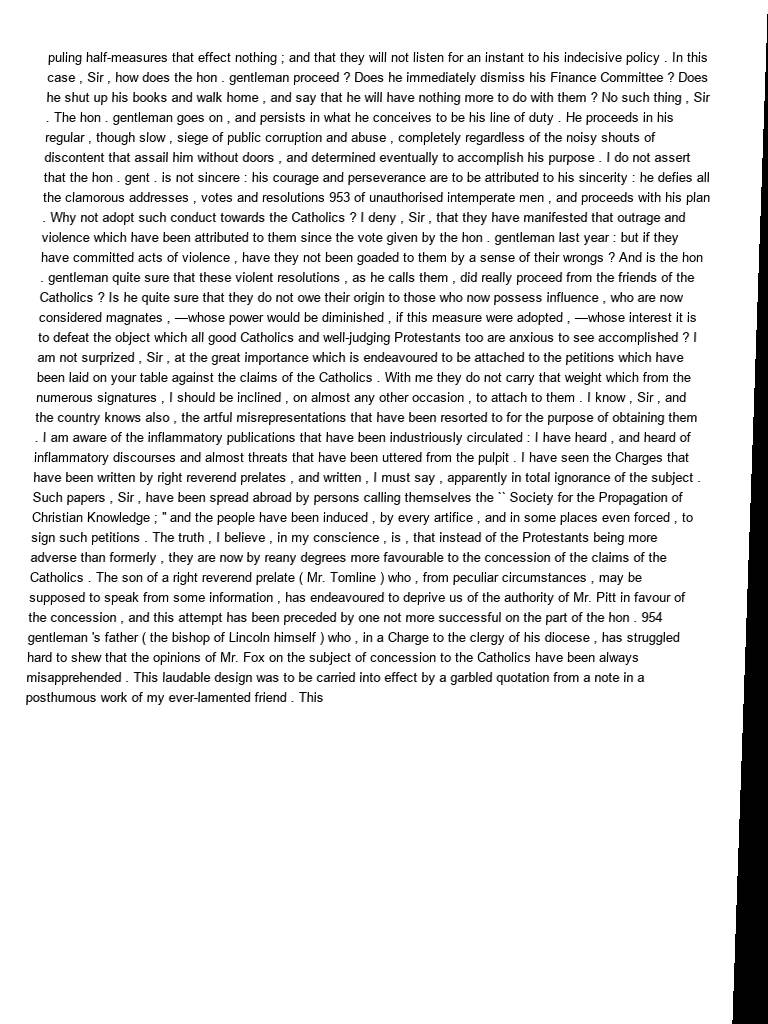 puling half-measures that effect nothing ; and that they will not listen for an instant to his indecisive policy . In this
case , Sir , how does the hon . gentleman proceed ? Does he immediately dismiss his Finance Committee ? Does
he shut up his books and walk home , and say that he will have nothing more to do with them ? No such thing , Sir
. The hon . gentleman goes on , and persists in what he conceives to be his line of duty . He proceeds in his
regular , though slow , siege of public corruption and abuse , completely regardless of the noisy shouts of
discontent that assail him without doors , and determined eventually to accomplish his purpose . I do not assert
that the hon . gent . is not sincere : his courage and perseverance are to be attributed to his sincerity : he defies all
the clamorous addresses , votes and resolutions 953 of unauthorised intemperate men , and proceeds with his plan
. Why not adopt such conduct towards the Catholics ? I deny , Sir , that they have manifested that outrage and
violence which have been attributed to them since the vote given by the hon . gentleman last year : but if they
have committed acts of violence , have they not been goaded to them by a sense of their wrongs ? And is the hon
. gentleman quite sure that these violent resolutions , as he calls them , did really proceed from the friends of the
Catholics ? Is he quite sure that they do not owe their origin to those who now possess influence , who are now
considered magnates , —whose power would be diminished , if this measure were adopted , —whose interest it is
to defeat the object which all good Catholics and well-judging Protestants too are anxious to see accomplished ? I
am not surprized , Sir , at the great importance which is endeavoured to be attached to the petitions which have
been laid on your table against the claims of the Catholics . With me they do not carry that weight which from the
numerous signatures , I should be inclined , on almost any other occasion , to attach to them . I know , Sir , and
the country knows also , the artful misrepresentations that have been resorted to for the purpose of obtaining them
. I am aware of the inflammatory publications that have been industriously circulated : I have heard , and heard of
inflammatory discourses and almost threats that have been uttered from the pulpit . I have seen the Charges that
have been written by right reverend prelates , and written , I must say , apparently in total ignorance of the subject .
Such papers , Sir , have been spread abroad by persons calling themselves the `` Society for the Propagation of
Christian Knowledge ; '' and the people have been induced , by every artifice , and in some places even forced , to
sign such petitions . The truth , I believe , in my conscience , is , that instead of the Protestants being more
adverse than formerly , they are now by reany degrees more favourable to the concession of the claims of the
Catholics . The son of a right reverend prelate ( Mr. Tomline ) who , from peculiar circumstances , may be
supposed to speak from some information , has endeavoured to deprive us of the authority of Mr. Pitt in favour of
the concession , and this attempt has been preceded by one not more successful on the part of the hon . 954
gentleman 's father ( the bishop of Lincoln himself ) who , in a Charge to the clergy of his diocese , has struggled
hard to shew that the opinions of Mr. Fox on the subject of concession to the Catholics have been always
misapprehended . This laudable design was to be carried into effect by a garbled quotation from a note in a
posthumous work of my ever-lamented friend . This